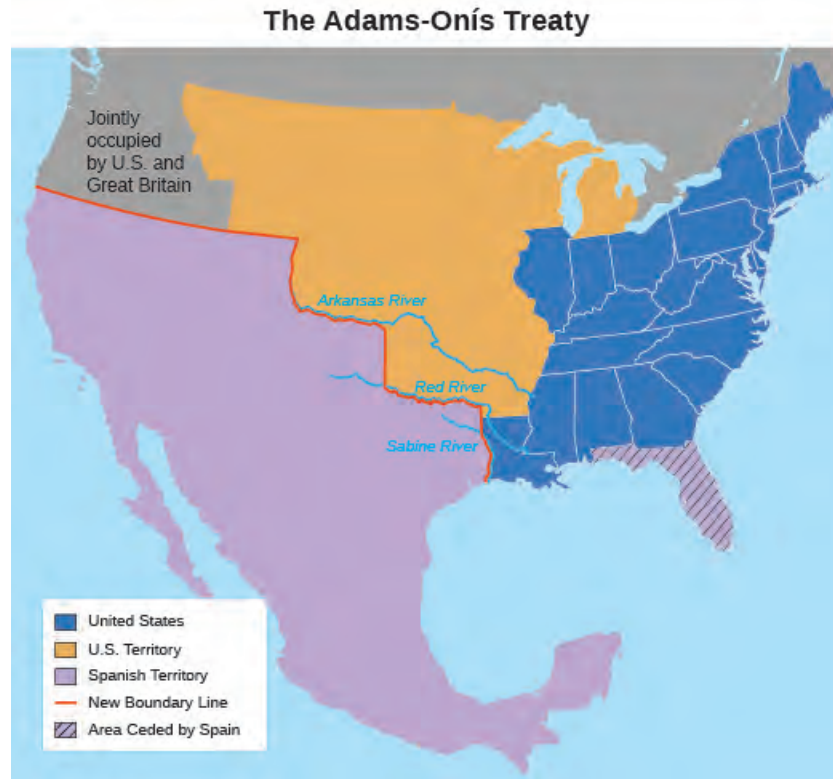 The Adams-Onís Treaty
Jointly
occupied
by U.S. and
Great Britain
Arkansas River
Red River
Sabine River
United States
U.S. Territory
Spanish Territory
New Boundary Line
Area Ceded by Spain